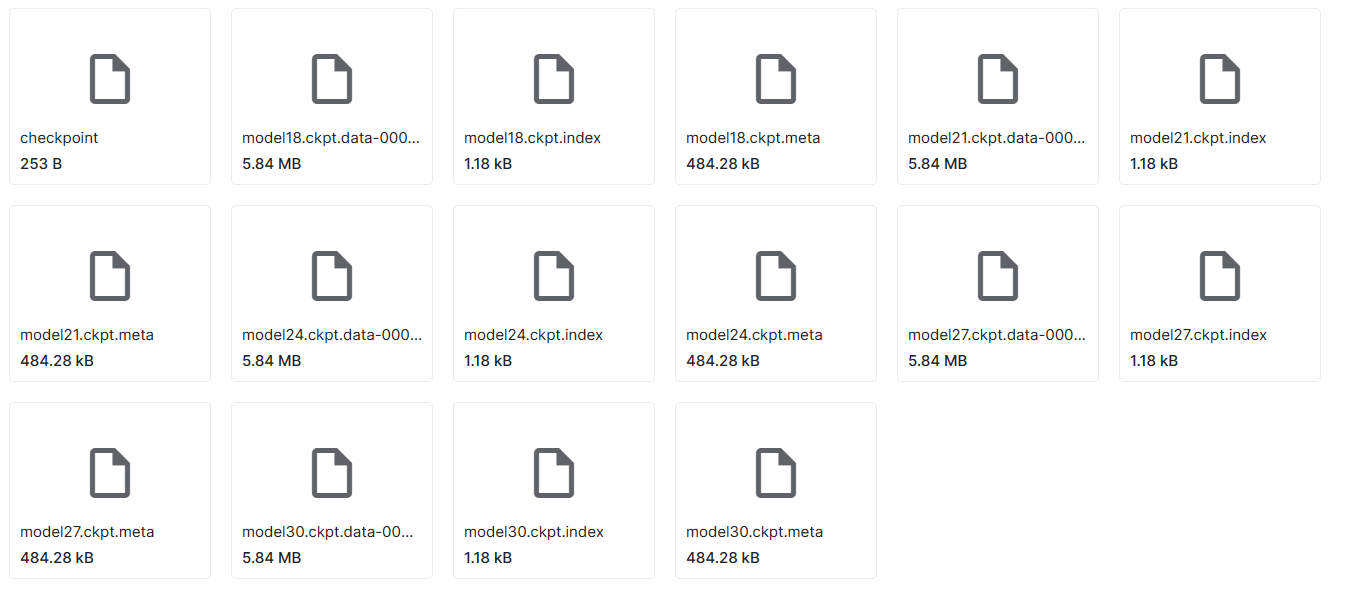 checkpoint
253 B
model18.ckpt.data-000...
5.84 MB
model18.ckpt.index
1.18 kB
model18.ckpt.meta
484.28 kB
model21.ckpt.data-000...
5.84 MB
model21.ckpt.index
1.18 kB
model21.ckpt.meta
484.28 kB
model24.ckpt.data-000...
5.84 MB
model24.ckpt.index
1.18 kB
model24.ckpt.meta
484.28 kB
model27.ckpt.data-000...
5.84 MB
model27.ckpt.index
1.18 kB
model27.ckpt.meta
484.28 kB
model30.ckpt.data-00...
5.84 MB
model30.ckpt.index
1.18 kB
model30.ckpt.meta
484.28 kB